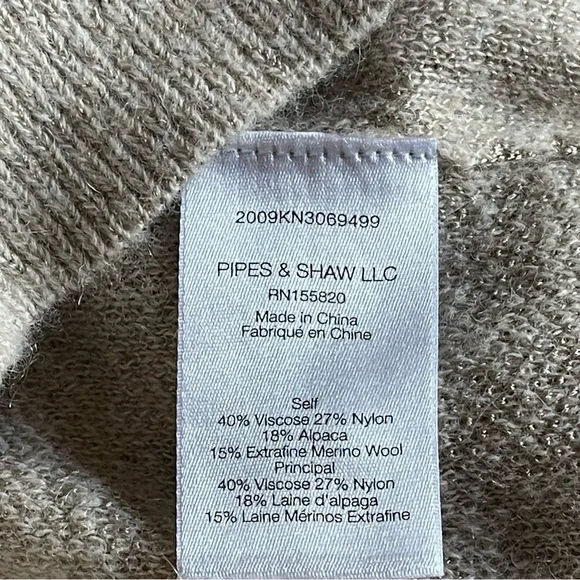 2009KN3069499
PIPES & SHAW LLC
RN155820
Made in China
Fabriqué en Chine
Self
40% Viscose 27% Nylon
18% Alpaca
15% Extrafine Merino Wool
Principal
40% Viscose 27% Nylon
18% Laine d'alpaga
15% Laine Mérinos Extrafine